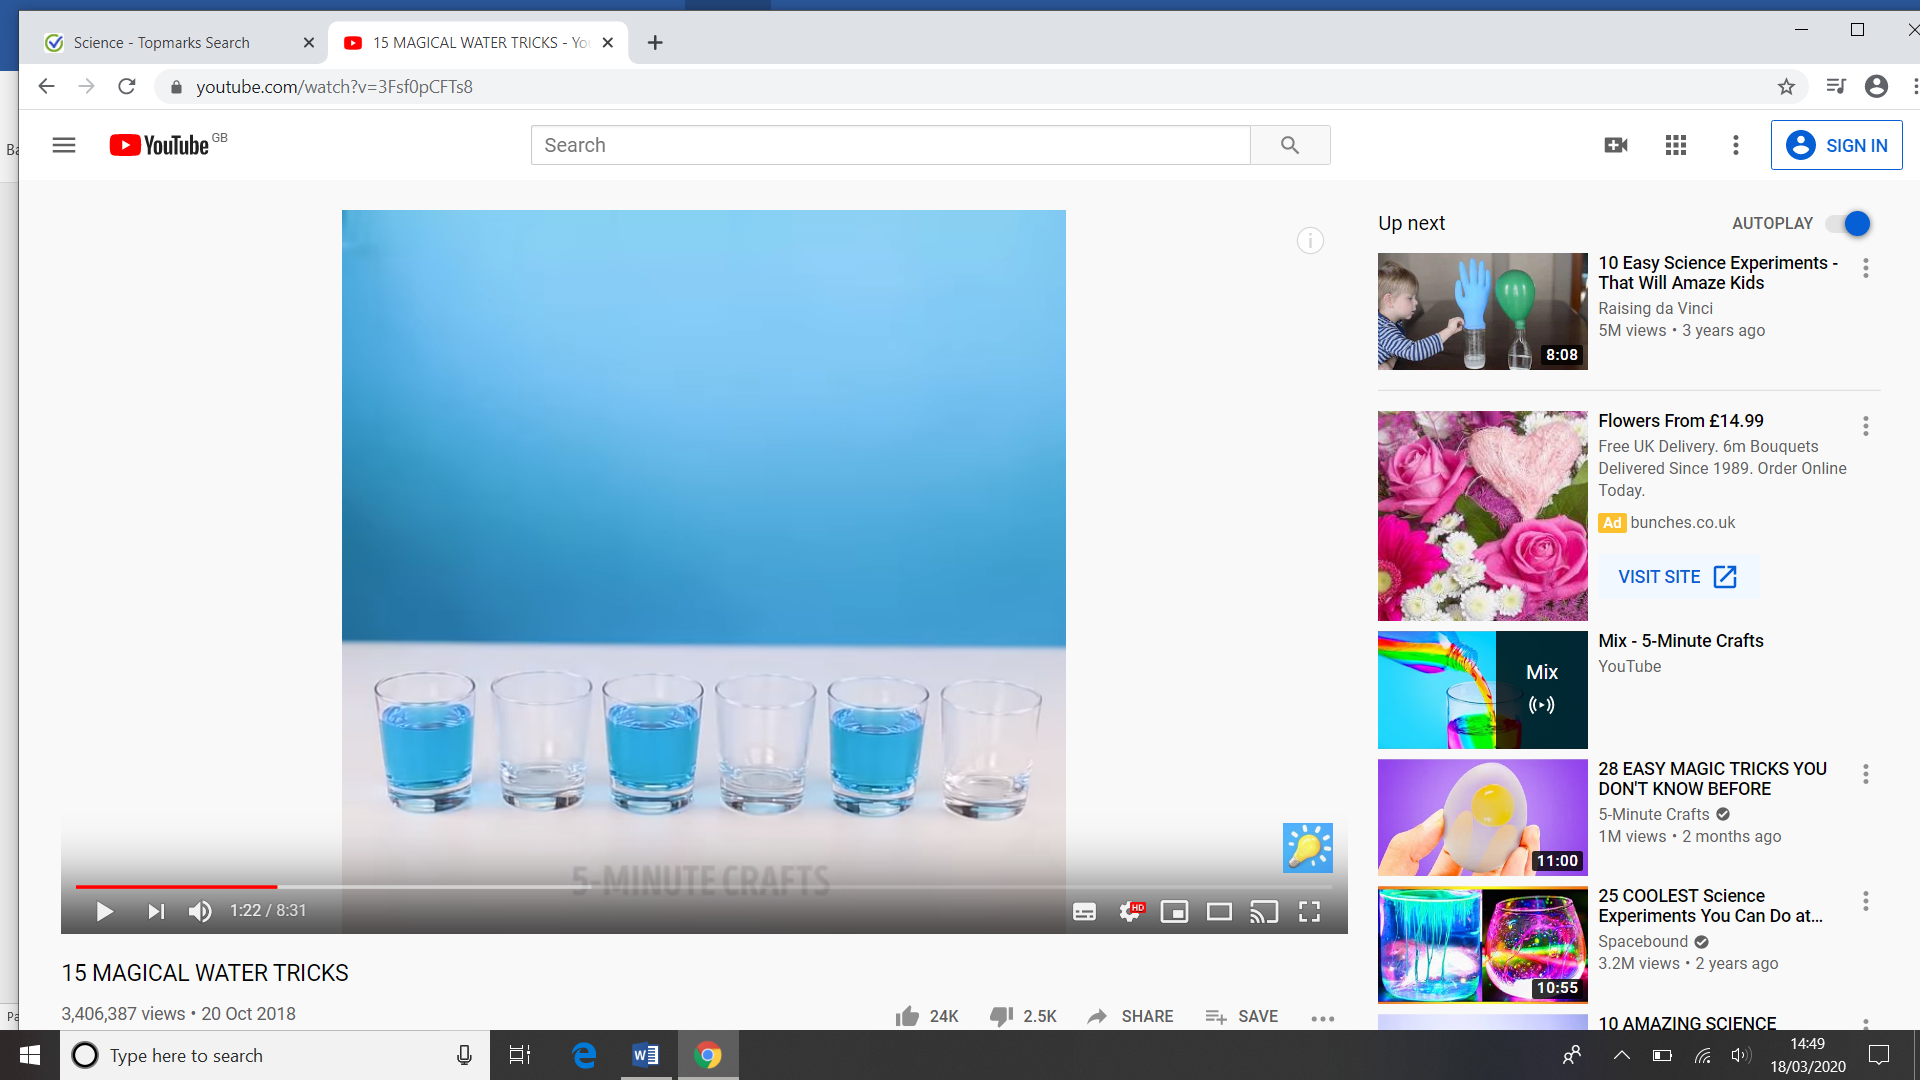 Science - Topmarks Search
15 MAGICAL WATER TRICKS - Yo
youtube.com/watch?v=3Fsf0pCFTs8
Ba
YouTube GB
Search
SIGN IN
Up next
AUTOPLAY
10 Easy Science Experiments -
That Will Amaze Kids
Raising da Vinci
5M views • 3 years ago
8:08
Flowers From £14.99
Free UK Delivery. 6m Bouquets
Delivered Since 1989. Order Online
Today.
Ad bunches.co.uk
VISIT SITE
Mix - 5-Minute Crafts
YouTube
Mix
28 EASY MAGIC TRICKS YOU
DON'T KNOW BEFORE
5-Minute Crafts
1M views • 2 months ago
11:00
25 COOLEST Science
Experiments You Can Do at...
Spacebound
3.2M views • 2 years ago
10:55
10 AMAZING SCIENCE
5-MINUTE CRAFTS
1:22 / 8:31
HD
15 MAGICAL WATER TRICKS
3,406,387 views • 20 Oct 2018
24K
2.5K
SHARE
SAVE
Pa
Type here to search
14:49
18/03/2020